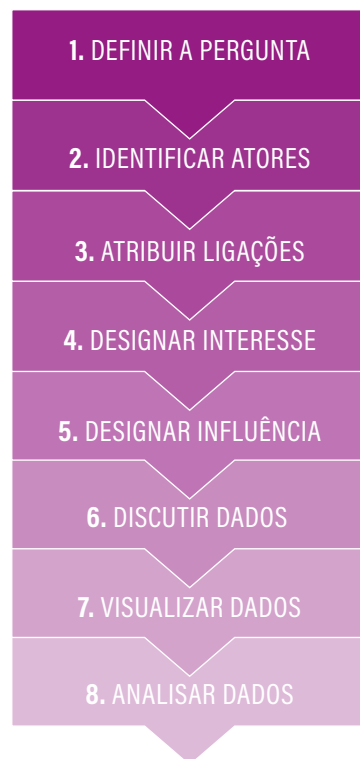 1. DEFINIR A PERGUNTA
2. IDENTIFICAR ATORES
3. ATRIBUIR LIGAÇÕES
4. DESIGNAR INTERESSE
5. DESIGNAR INFLUÊNCIA
6. DISCUTIR DADOS
7. VISUALIZAR DADOS
8. ANALISAR DADOS